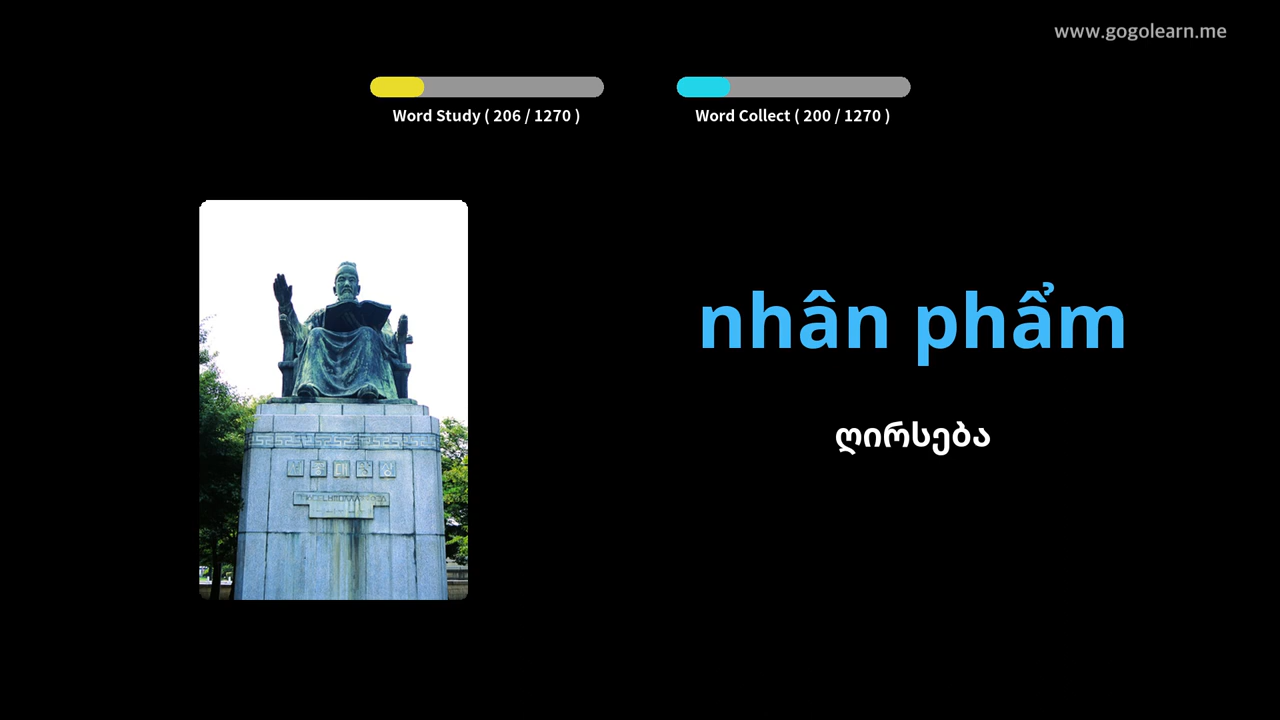 www.gogolearn.me
Word Study ( 206 / 1270 )
Word Collect ( 200 / 1270 )
nhân phẩm
ღირსება